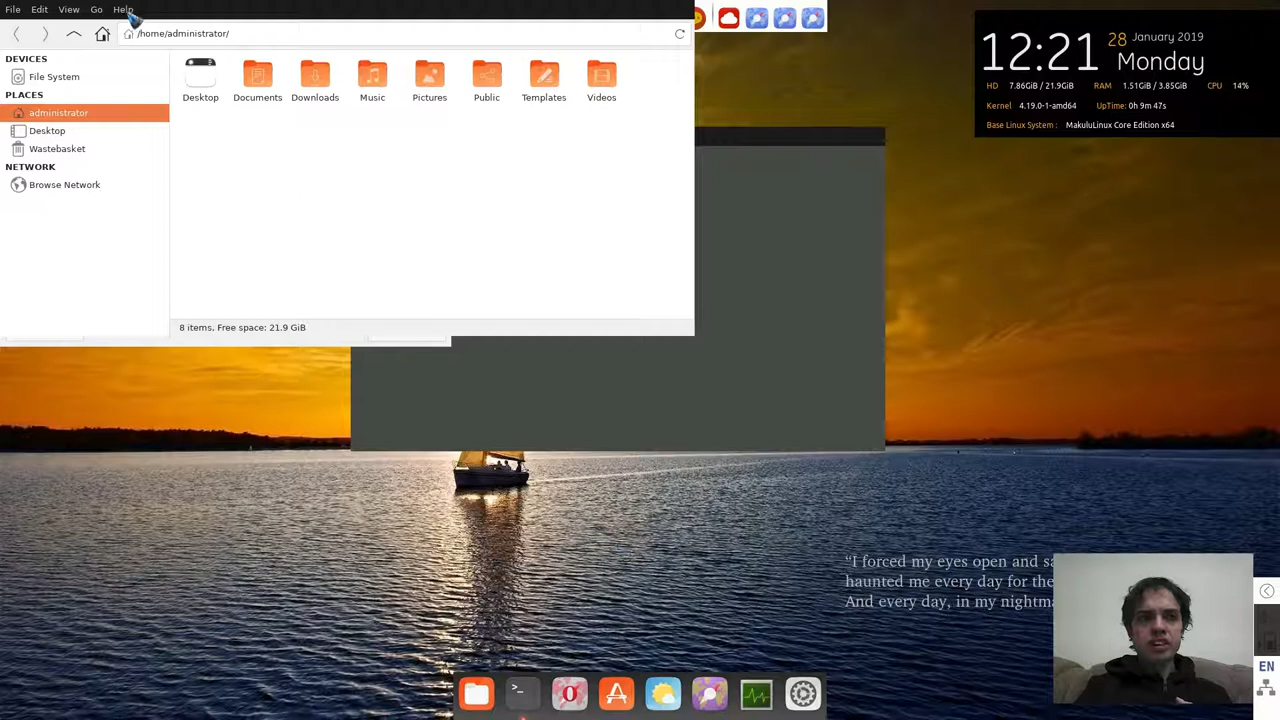 File Edit View Go Help
/home/administrator/
DEVICES
File System
PLACES
administrator
Desktop
Wastebasket
NETWORK
Browse Network
Desktop Documents Downloads Music Pictures Public Templates Videos
8 items, Free space: 21.9 GiB
12:21 28 January 2019
Monday
HD 7.86GiB / 21.9GiB RAM 1.51GiB / 3.85GiB CPU 14%
Kernel 4.19.0-1-amd64 UpTime: 0h 9m 47s
Base Linux System : MakuluLinux Core Edition x64
“I forced my eyes open and
haunted me every day for the
And every day, in my
EN